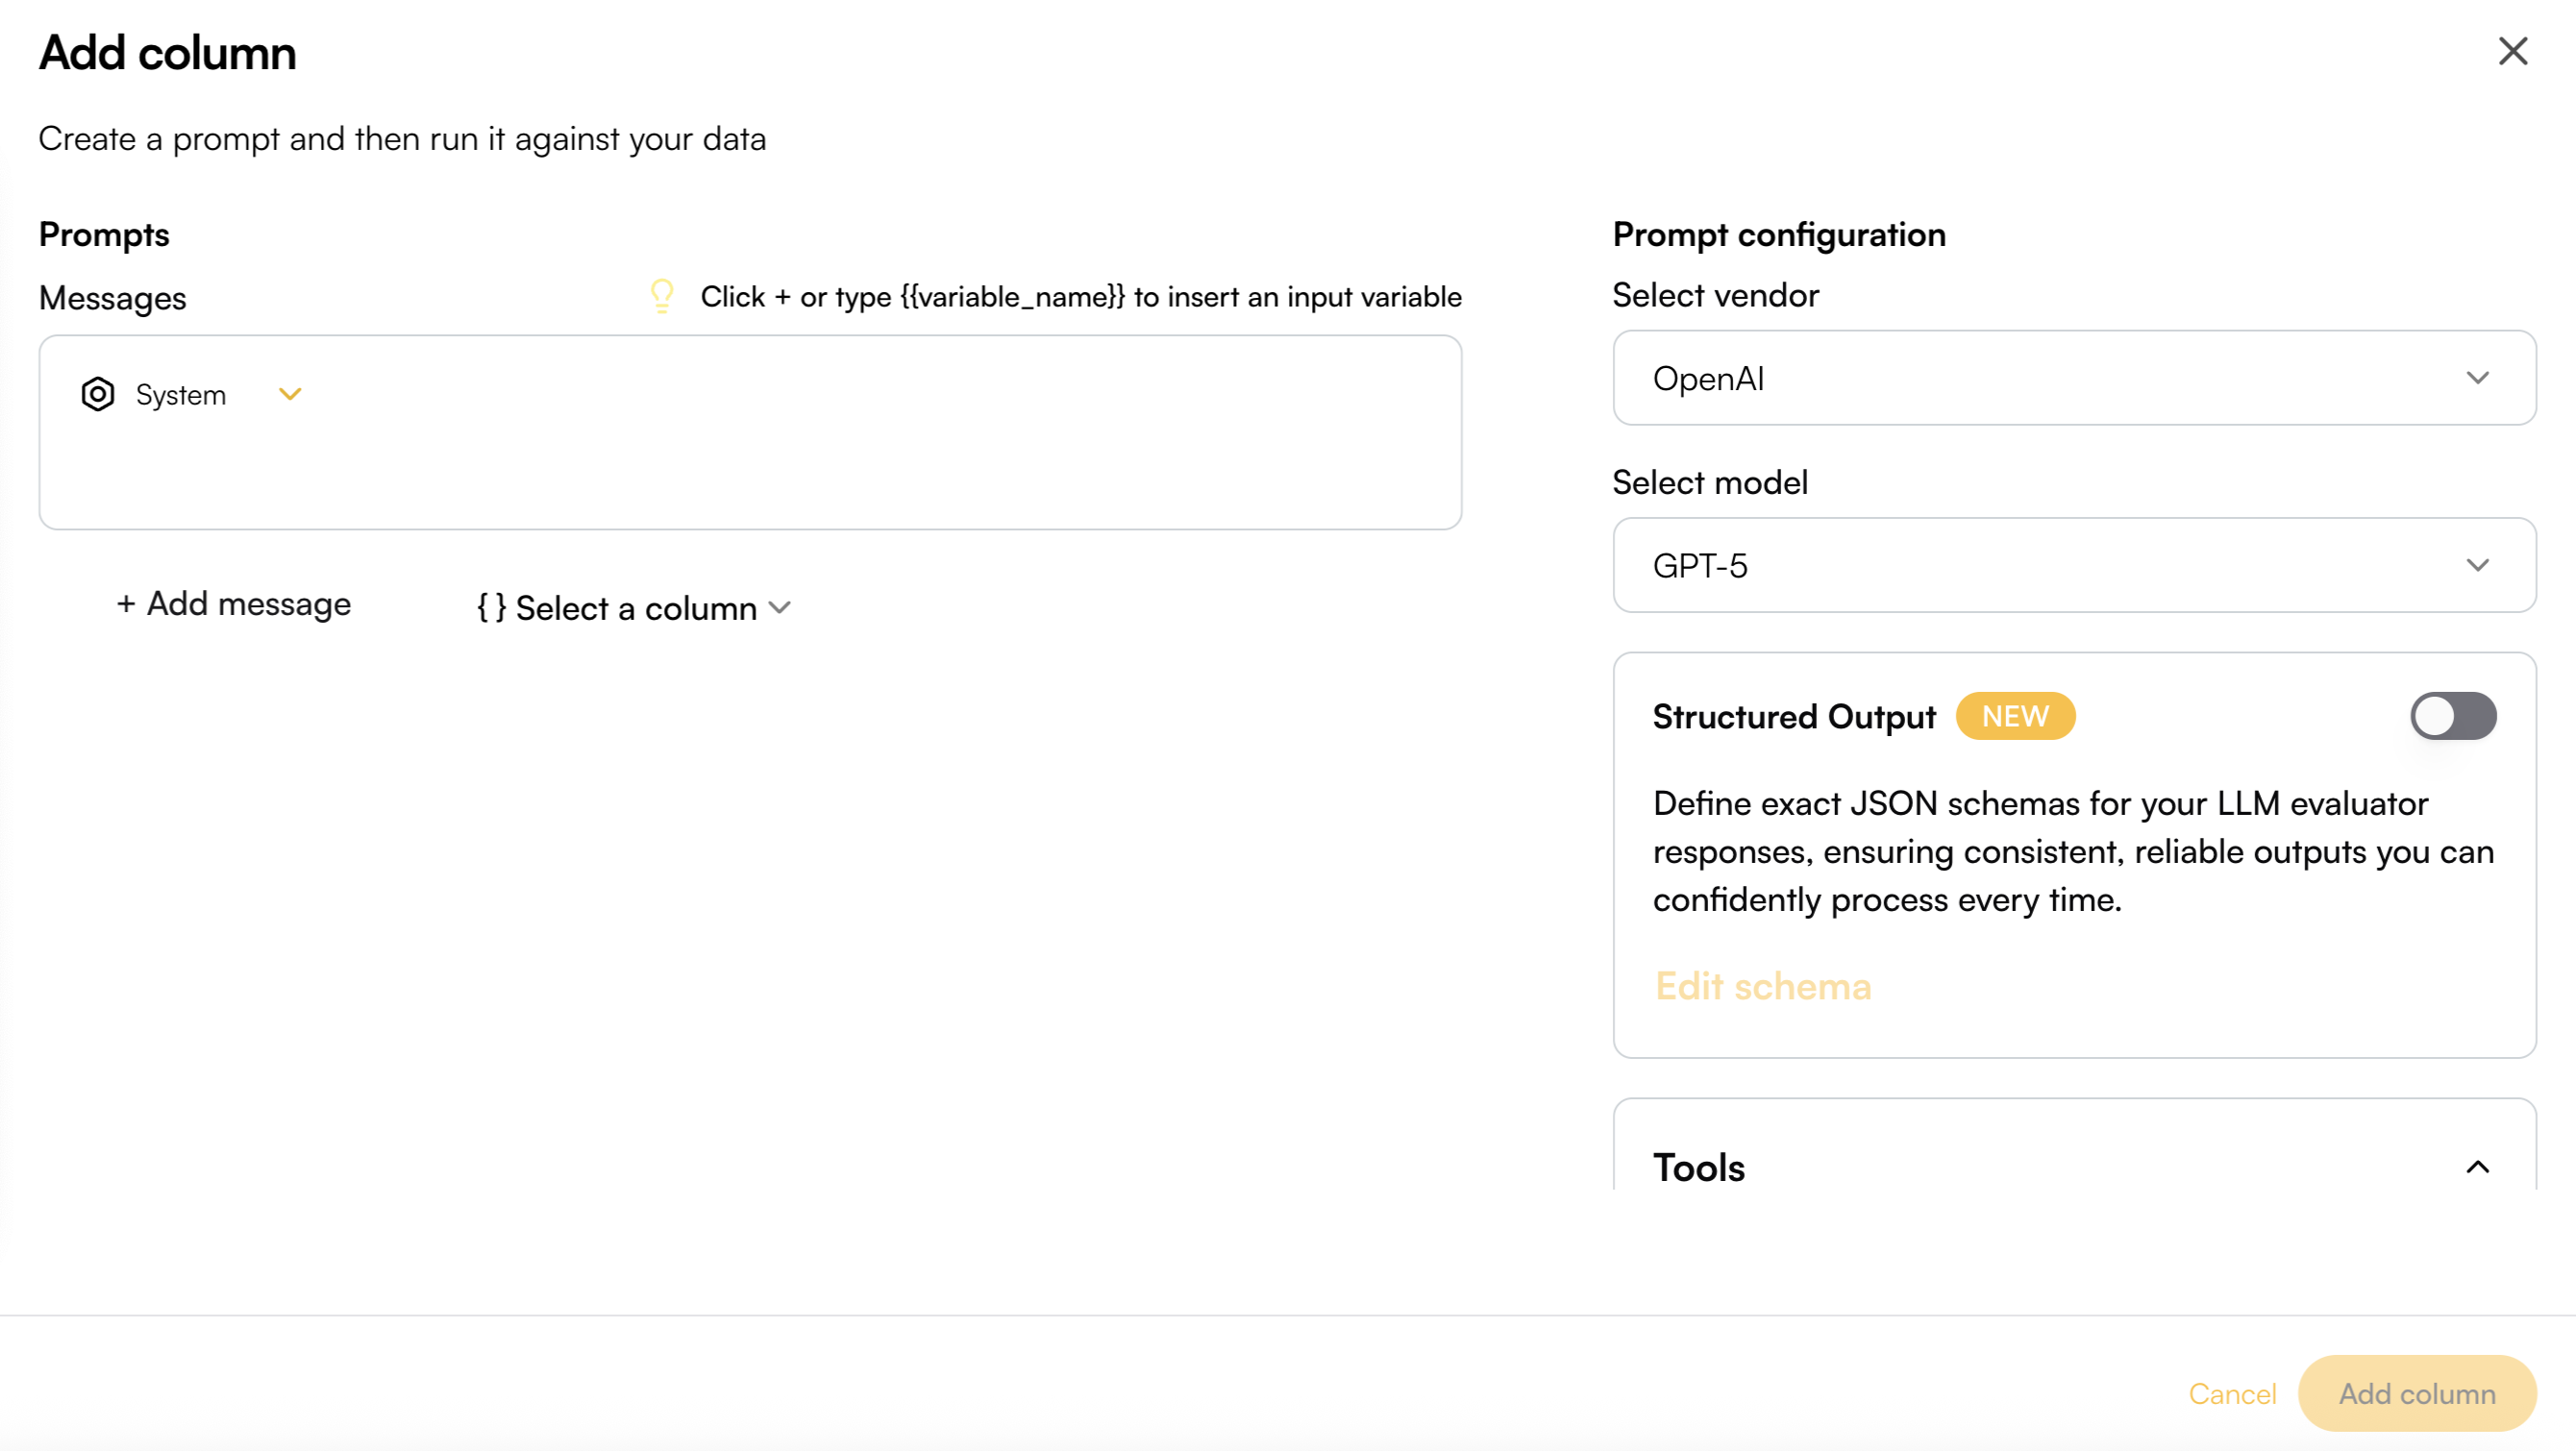 Add column
Create a prompt and then run it against your data
Prompts
Messages
Click + or type {{variable_name}} to insert an input variable
System
+ Add message
{ } Select a column
Prompt configuration
Select vendor
OpenAI
Select model
GPT-5
Structured Output NEW
Define exact JSON schemas for your LLM evaluator
responses, ensuring consistent, reliable outputs you can
confidently process every time.
Edit schema
Tools
Cancel
Add column